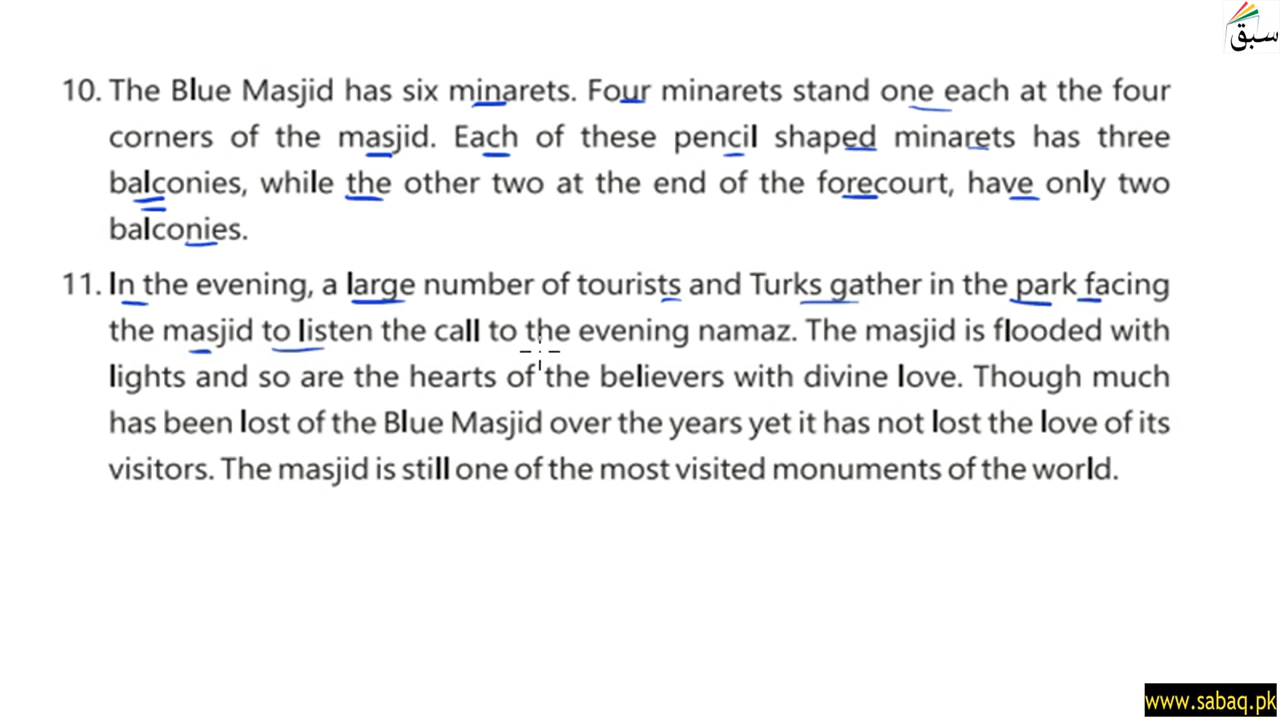 سبق
10. The Blue Masjid has six minarets. Four minarets stand one each at the four
corners of the masjid. Each of these pencil shaped minarets has three
balconies, while the other two at the end of the forecourt, have only two
balconies.
11. In the evening, a large number of tourists and Turks gather in the park facing
the masjid to listen the call to the evening namaz. The masjid is flooded with
lights and so are the hearts of the believers with divine love. Though much
has been lost of the Blue Masjid over the years yet it has not lost the love of its
visitors. The masjid is still one of the most visited monuments of the world.
www.sabaq.pk